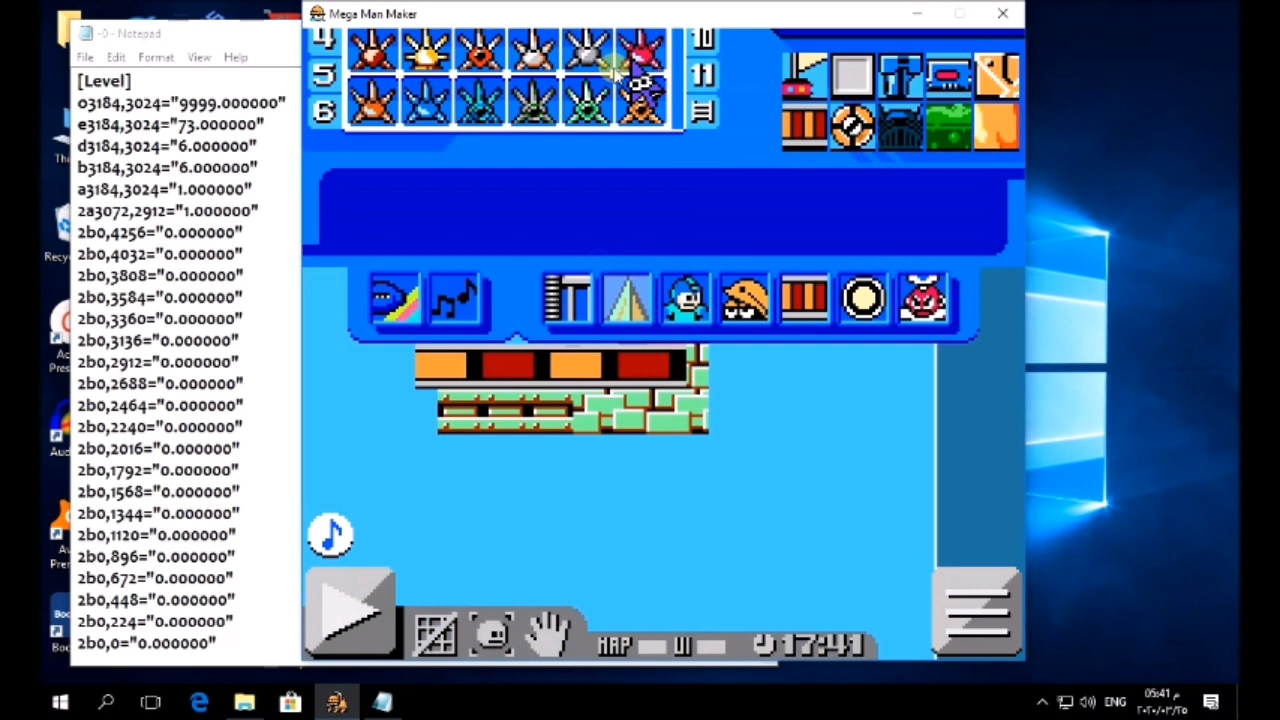 Mega Man Maker
-0 - Notepad
File Edit Format View Help
[Level]
o3184,3024="9999.000000"
e3184,3024="73.000000"
d3184,3024="6.000000"
b3184,3024="6.000000"
a3184,3024="1.000000"
2a3072,2912="1.000000"
2b0,4256="0.000000"
2b0,4032="0.000000"
2b0,3808="0.000000"
2b0,3584="0.000000"
2b0,3360="0.000000"
2b0,3136="0.000000"
2b0,2912="0.000000"
2b0,2688="0.000000"
2b0,2464="0.000000"
2b0,2240="0.000000"
2b0,2016="0.000000"
2b0,1792="0.000000"
2b0,1568="0.000000"
2b0,1344="0.000000"
2b0,1120="0.000000"
2b0,896="0.000000"
2b0,672="0.000000"
2b0,448="0.000000"
2b0,224="0.000000"
2b0,0="0.000000"
4 10
5 11
6
MAP UI 17:41
ENG
05:41 م